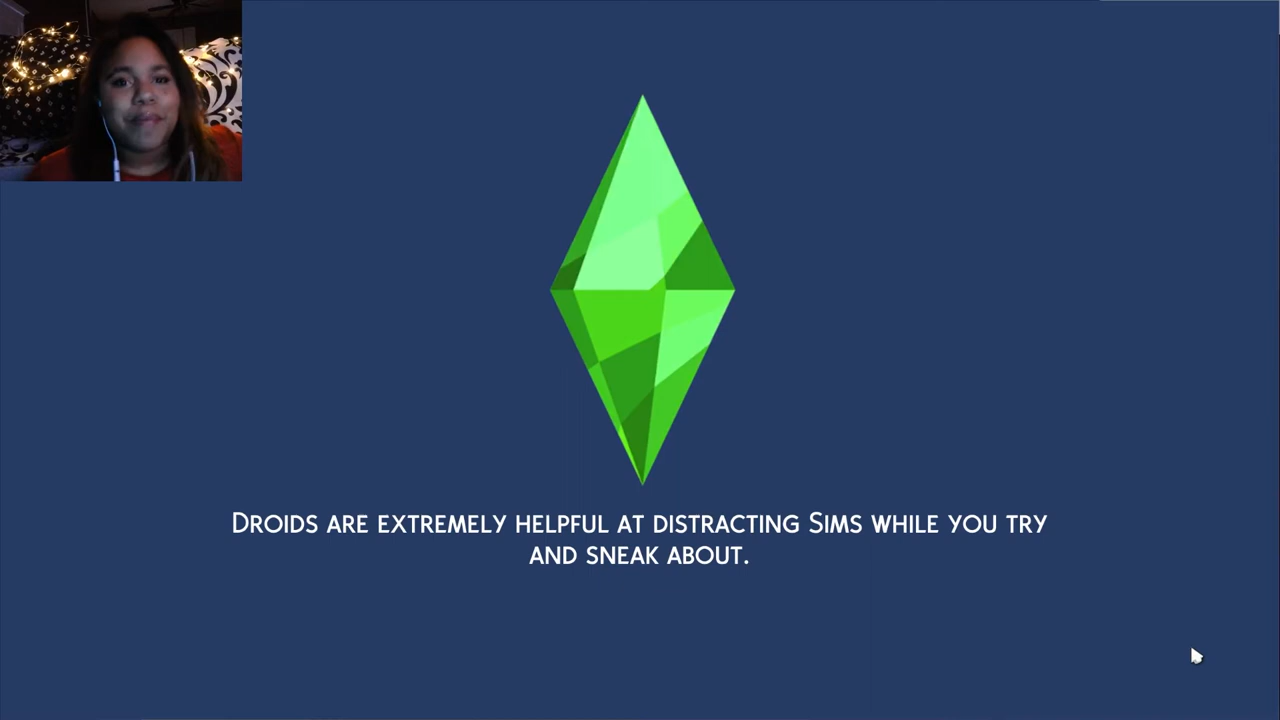 Droids are extremely helpful at distracting Sims while you try
and sneak about.